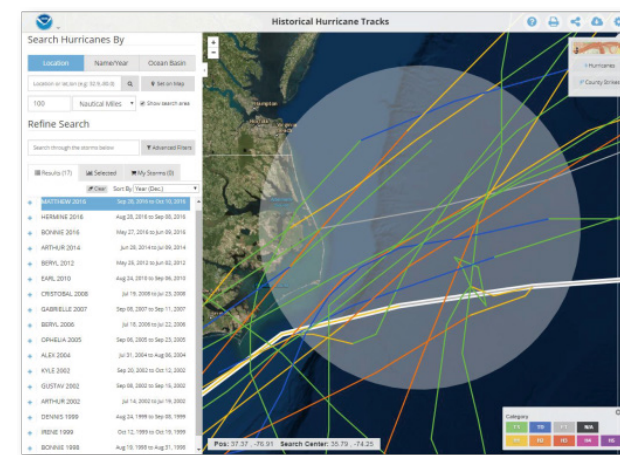 Historical Hurricane Tracks
Search Hurricanes By
Location Name/Year Ocean Basin
Set on Map
100 Nautical Miles Show search area
Refine Search
Search through the storms below Advanced Filters
Results (17) Selected My Storms (0)
Clear Sort By Year (Dec.)
MATTHEW 2016 Sep 28, 2016 to Oct 10, 2016
HERMINE 2016 Aug 28, 2016 to Sep 08, 2016
BONNIE 2016 May 27, 2016 to Jun 09, 2016
ARTHUR 2014 Jun 28, 2014 to Jul 09, 2014
BERYL 2012 to Jun 02, 2012
EARL 2010 Aug 24, 2010 to Sep 06, 2010
CRISTOBAL 2008 Jul 19, 2008 to Jul 23, 2008
GABRIELLE 2007 Sep 08, 2007 to Sep 11, 2007
BERYL 2006 Jul 18, 2006 to Jul 22, 2006
OPHELIA 2005 Sep 06, 2005 to Sep 23, 2005
ALEX 2004 Jul 31, 2004 to Aug 06, 2004
KYLE 2002 Sep 20, 2002 to Oct 12, 2002
GUSTAV 2002 Sep 08, 2002 to Sep 15, 2002
ARTHUR 2002 Jul 14, 2002 to Jul 19, 2002
DENNIS 1999 Aug 24, 1999 to Sep 08, 1999
IRENE 1999 Oct 12, 1999 to Oct 19, 1999
BONNIE 1998 Aug 19, 1998 to Aug 31, 1998
Hurricanes
County Strikes
Hampton
Virginia
Pos: 37.37 , -76.91 Search Center: 35.79 , -74.25
Category
TS TD N/A
H1 H2 H3 H4 H5